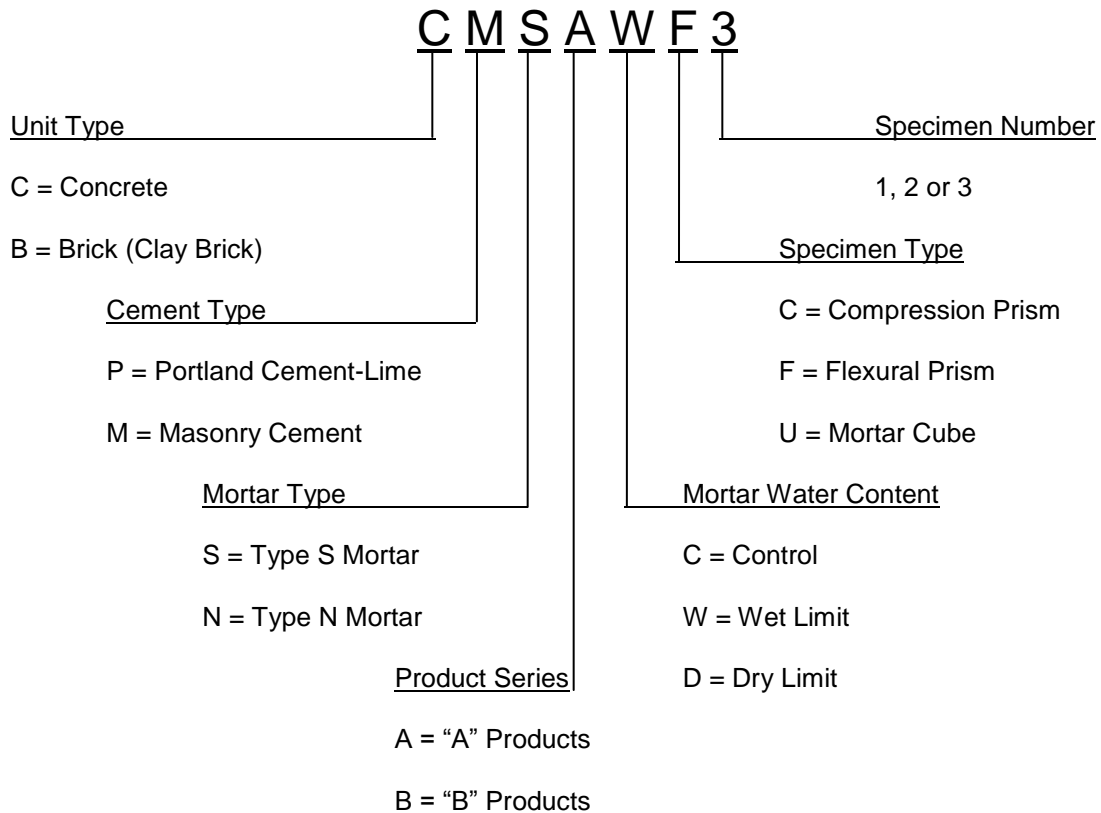 C M S A W F 3
Unit Type
Specimen Number
C = Concrete
1, 2 or 3
B = Brick (Clay Brick)
Specimen Type
Cement Type
C = Compression Prism
P = Portland Cement-Lime
F = Flexural Prism
M = Masonry Cement
U = Mortar Cube
Mortar Type
Mortar Water Content
S = Type S Mortar
C = Control
N = Type N Mortar
W = Wet Limit
Product Series
D = Dry Limit
A = “A” Products
B = “B” Products